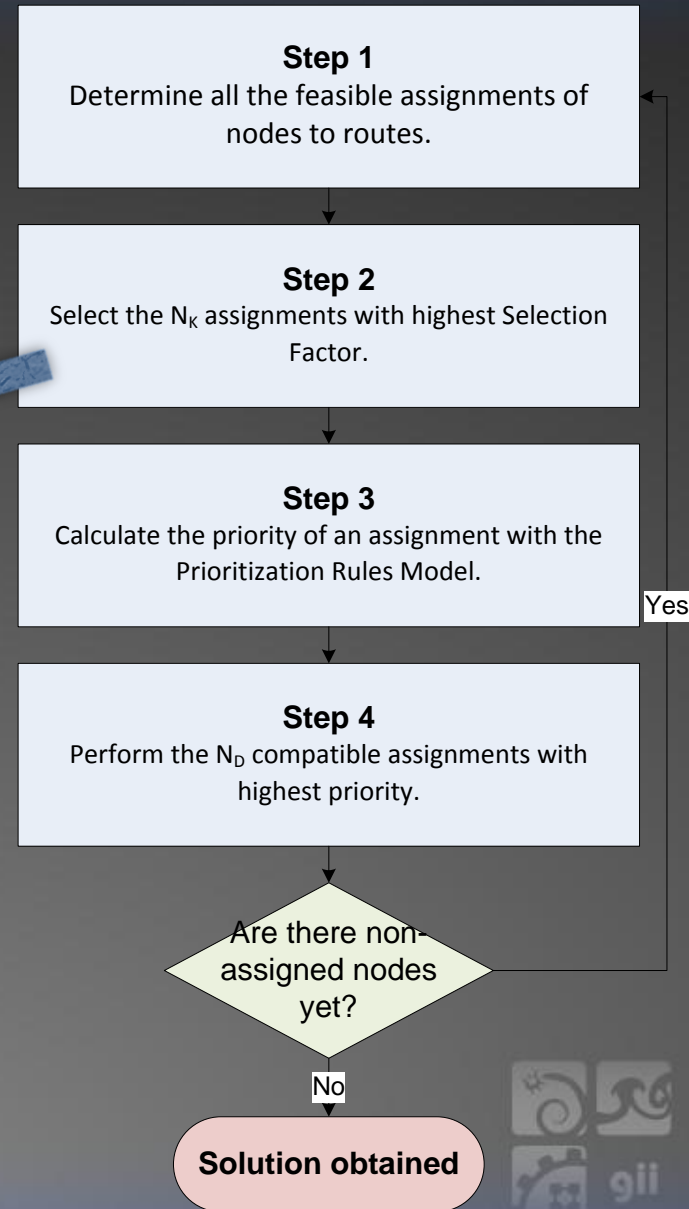 Step 1
Determine all the feasible assignments of
nodes to routes.
Step 2
Select the N_K assignments with highest Selection
Factor.
Step 3
Calculate the priority of an assignment with the
Prioritization Rules Model.
Yes
Step 4
Perform the N_D compatible assignments with
highest priority.
Are there non-
assigned nodes
yet?
No
Solution obtained
gii